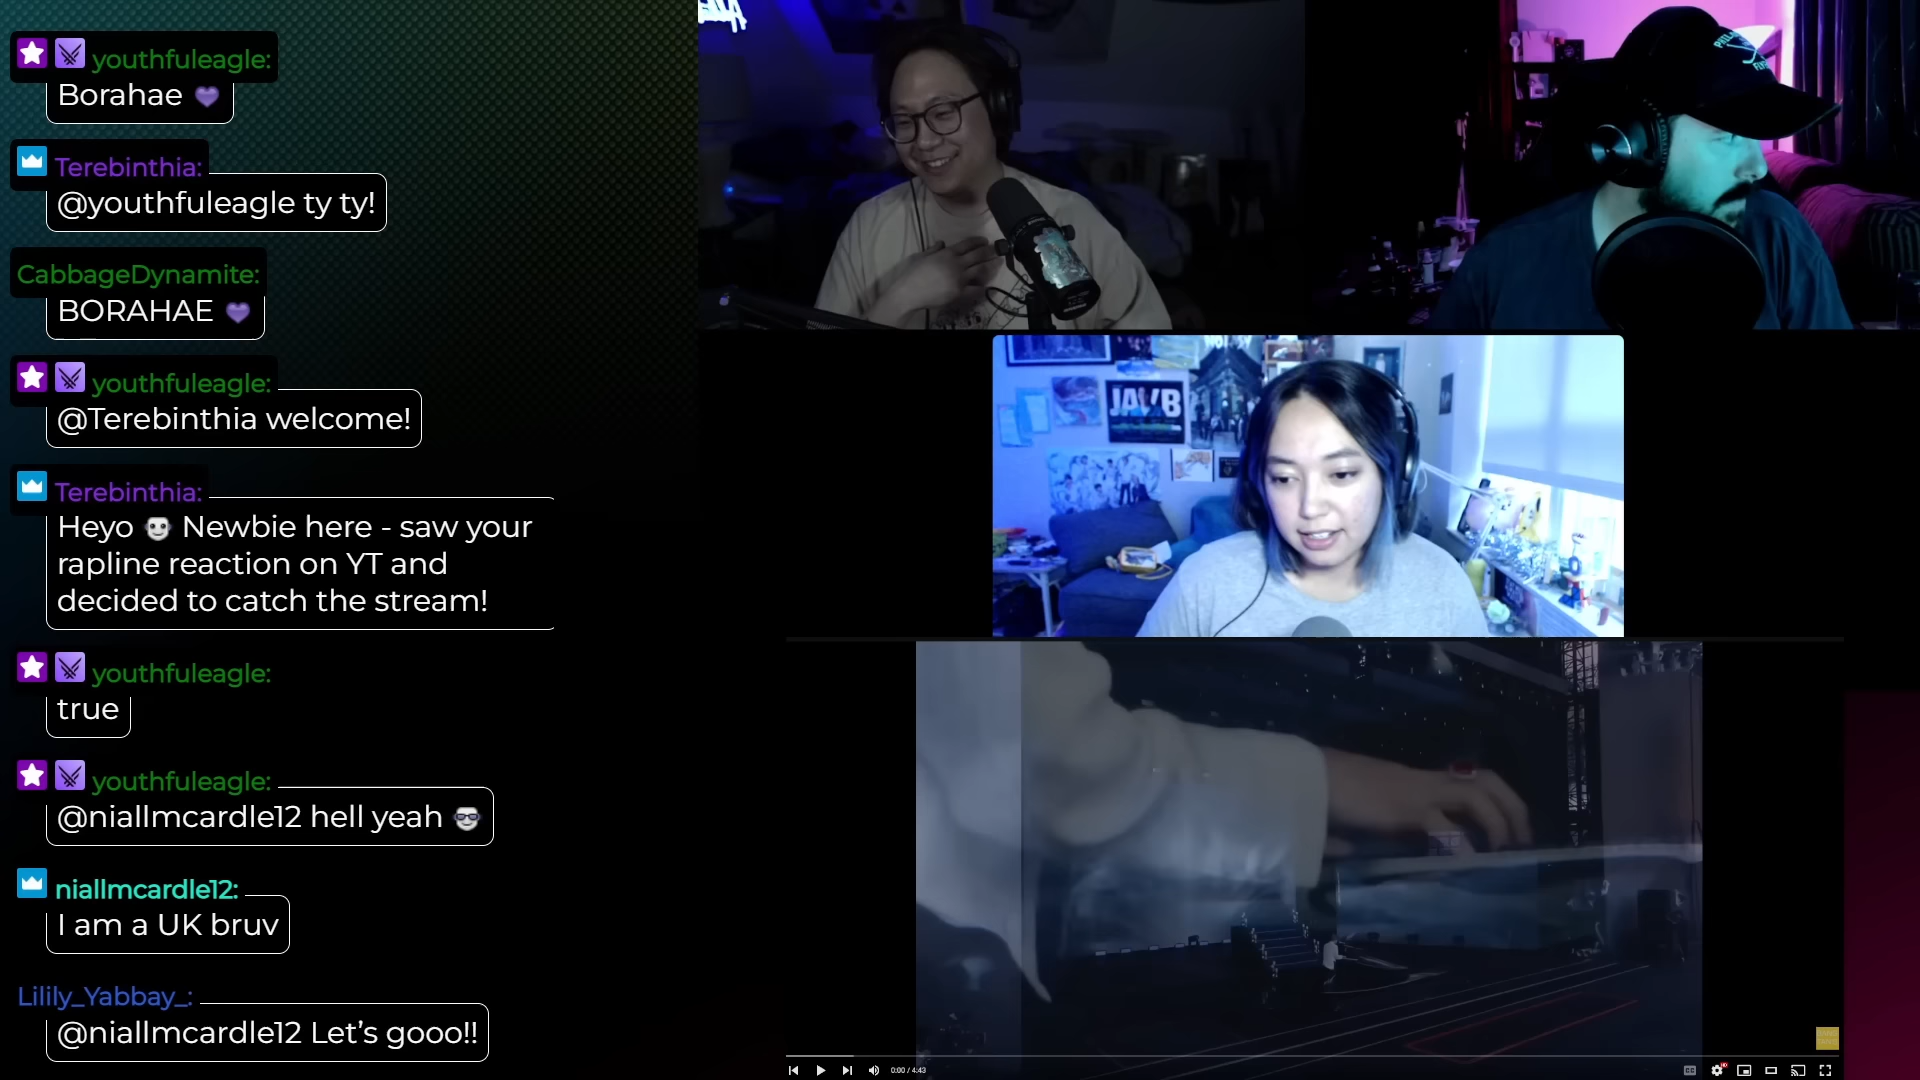 youthfuleagle:
Borahae 💜
Terebinthia:
@youthfuleagle ty ty!
CabbageDynamite:
BORAHAE 💜
youthfuleagle:
@Terebinthia welcome!
Terebinthia:
Heyo Newbie here - saw your
rapline reaction on YT and
decided to catch the stream!
youthfuleagle:
true
youthfuleagle:
@niallmcardle12 hell yeah
niallmcardle12:
I am a UK bruv
Lilily_Yabbay_:
@niallmcardle12 Let’s gooo!!
0:00 / 4:43